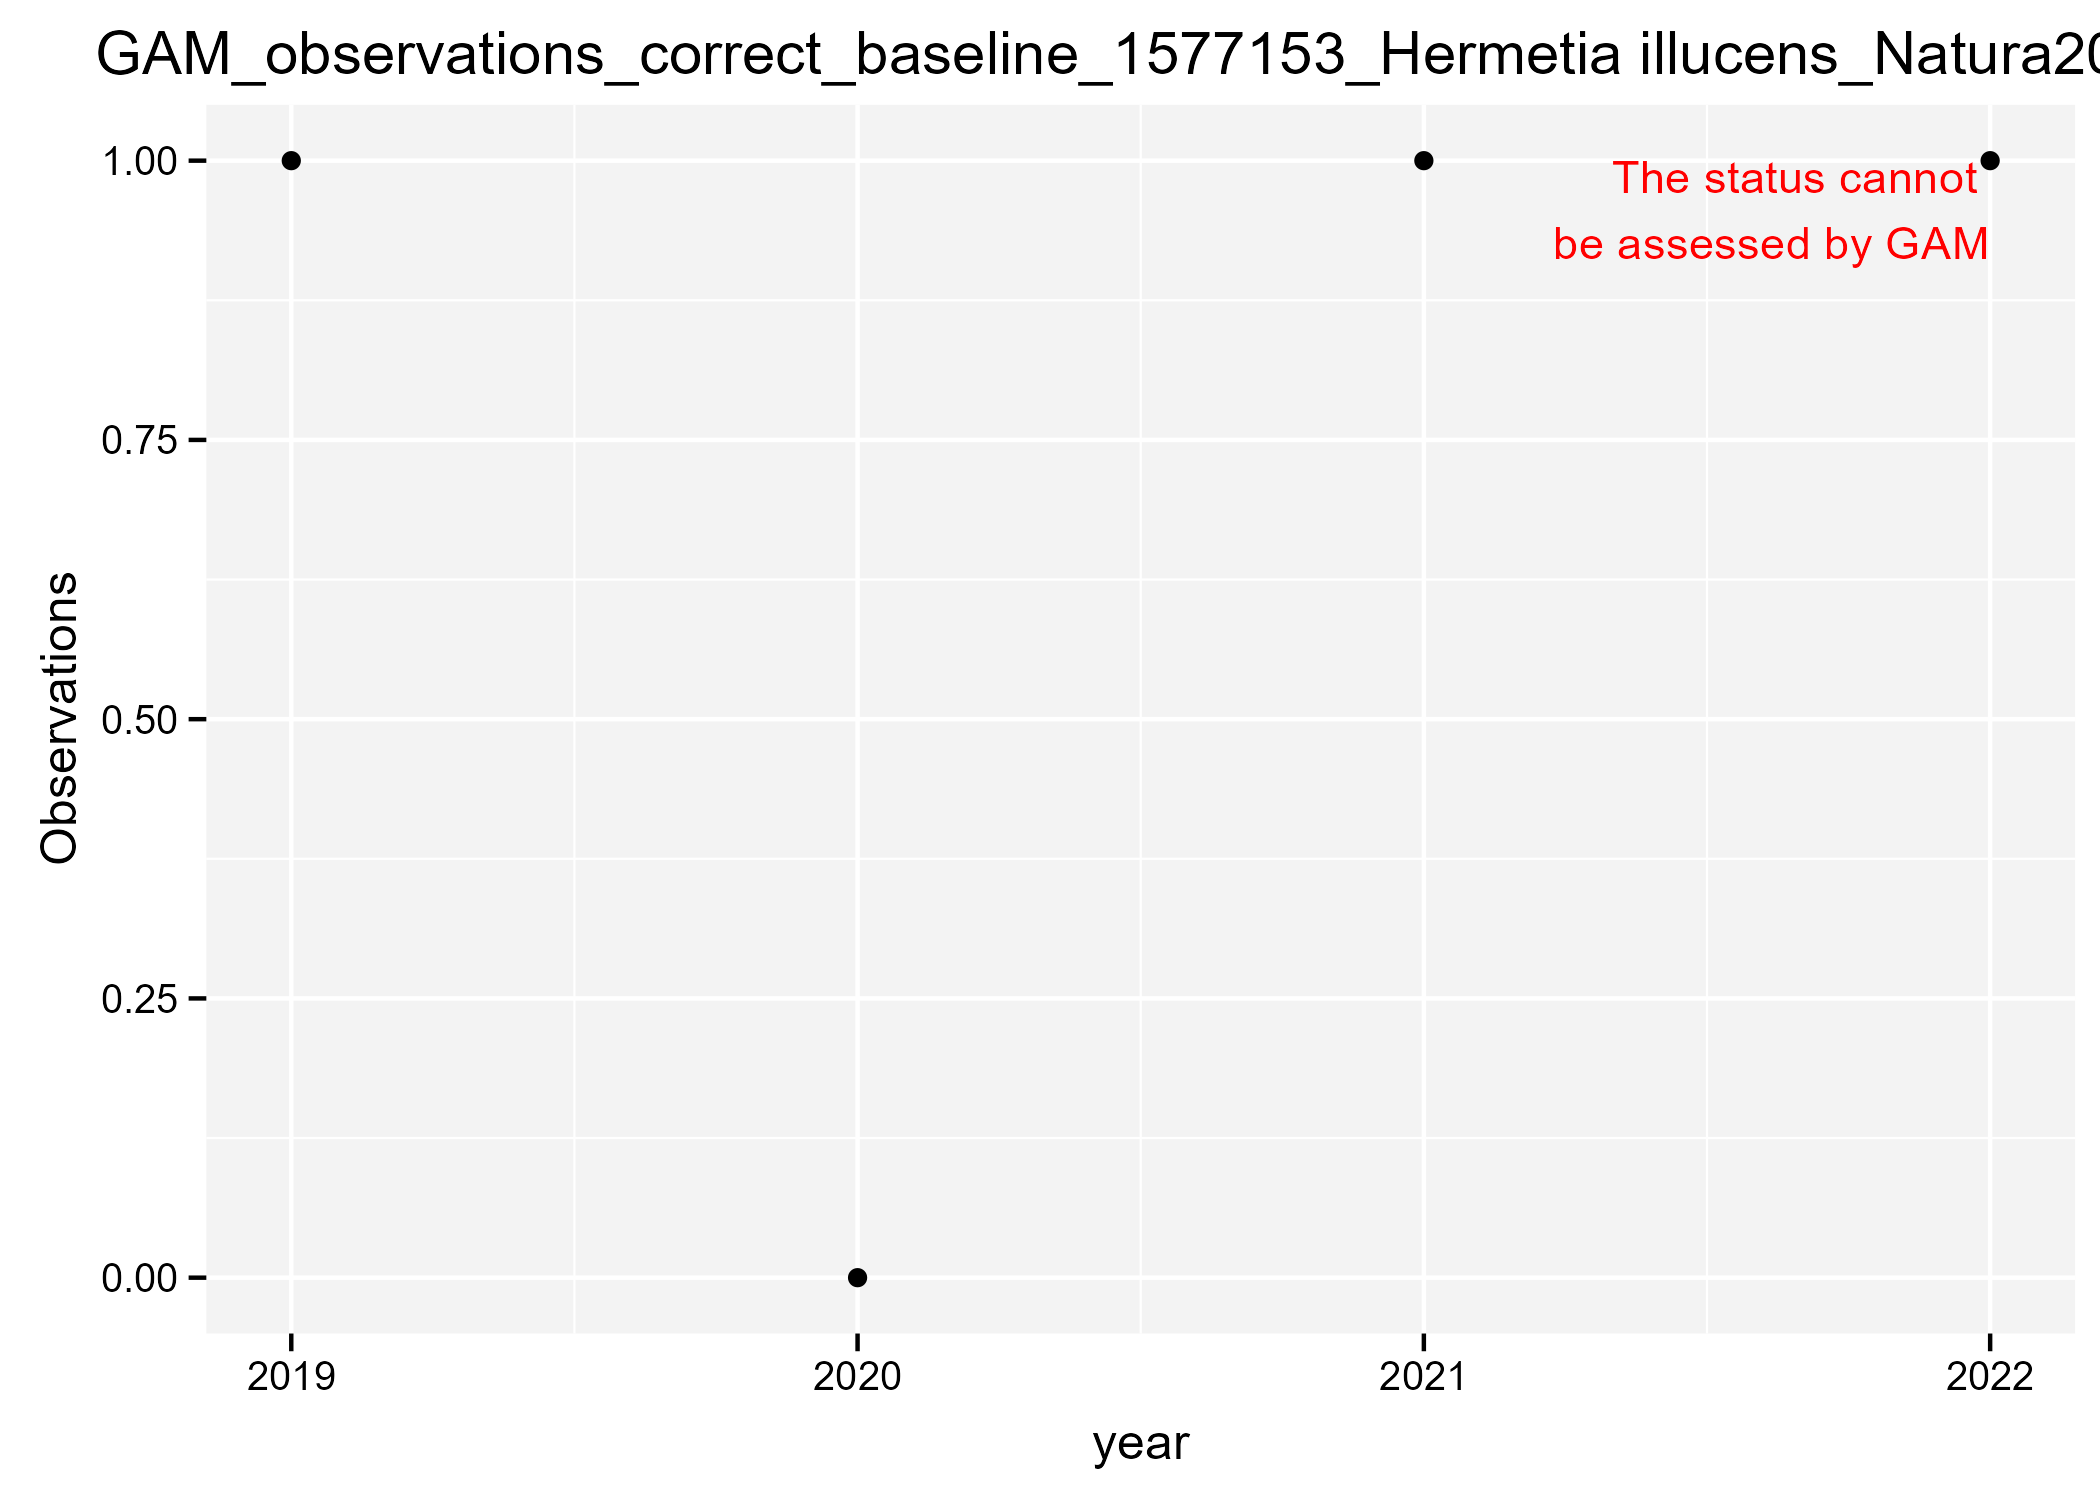 GAM_observations_correct_baseline_1577153_Hermetia illucens_Natura20
1.00
The status cannot
be assessed by GAM
0.75
0.50
0.25
0.00
Observations
2019 2020 2021 2022
year